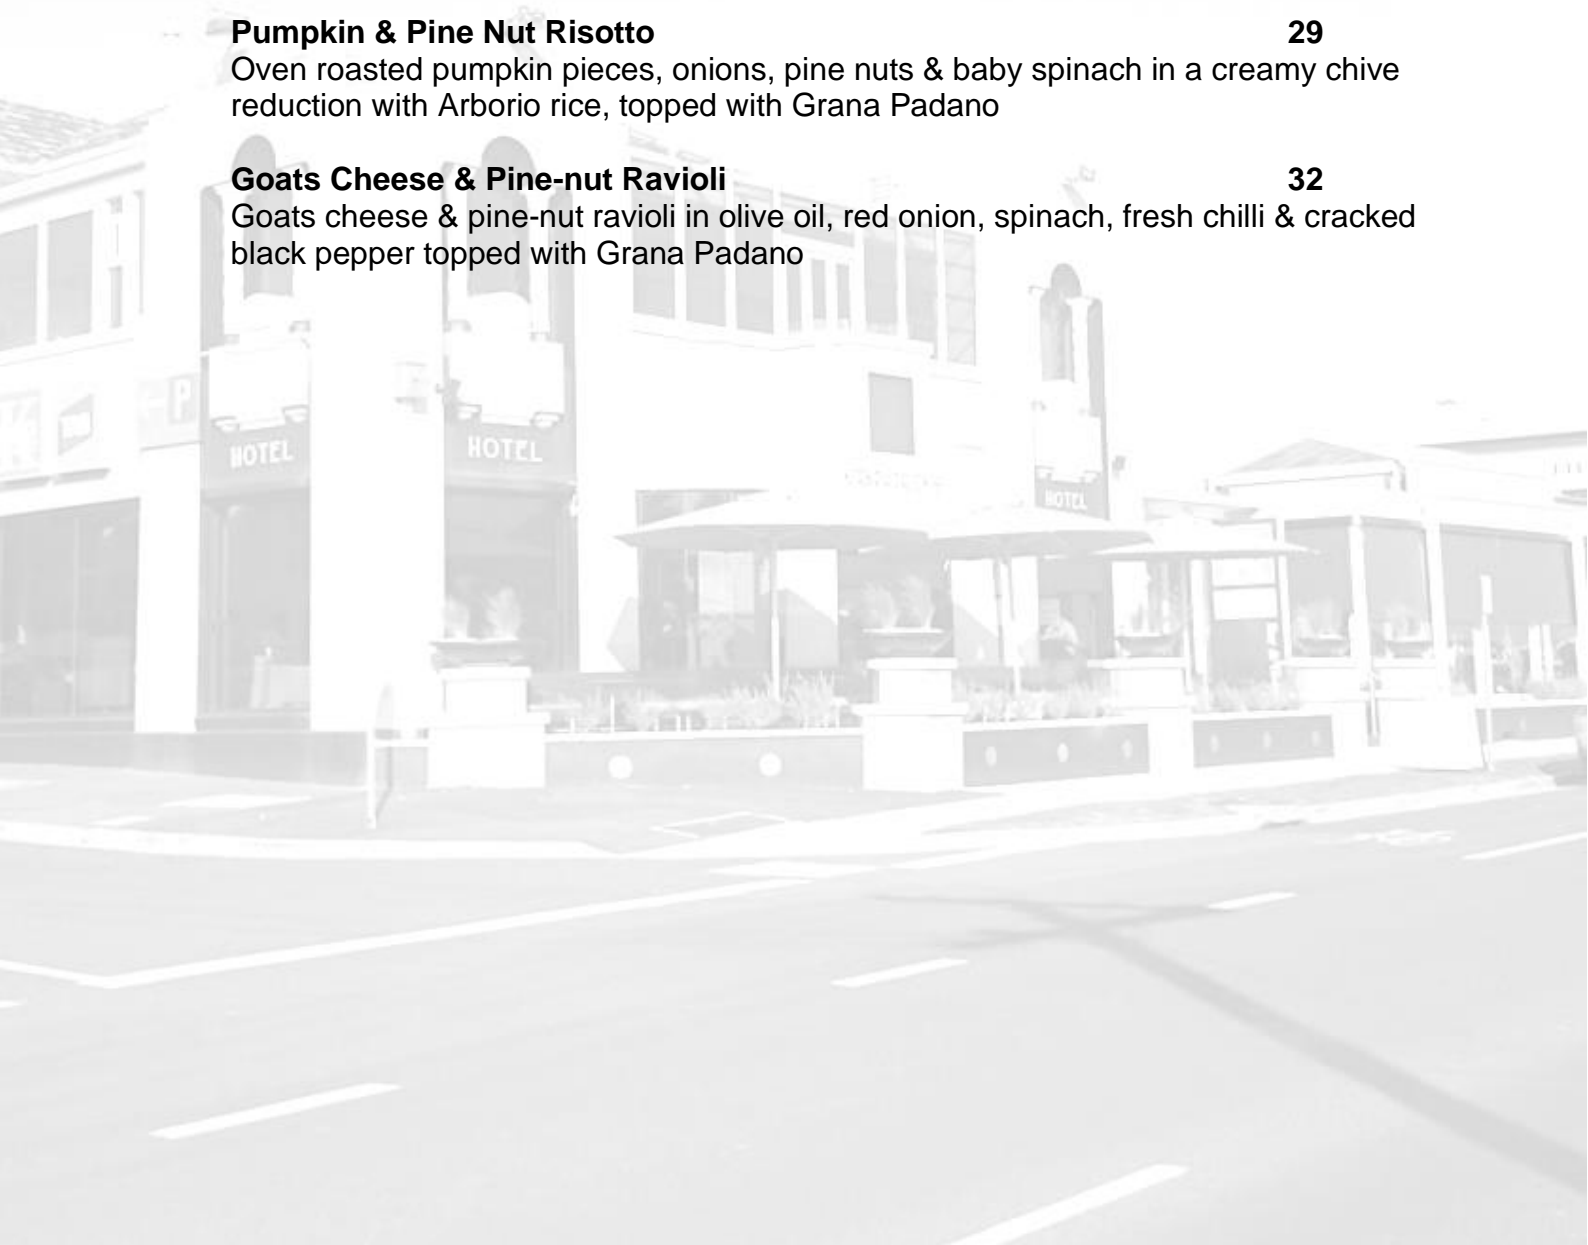 Pumpkin & Pine Nut Risotto 29
Oven roasted pumpkin pieces, onions, pine nuts & baby spinach in a creamy chive
reduction with Arborio rice, topped with Grana Padano
Goats Cheese & Pine-nut Ravioli 32
Goats cheese & pine-nut ravioli in olive oil, red onion, spinach, fresh chilli & cracked
black pepper topped with Grana Padano
P
HOTEL
HOTEL
HOTEL